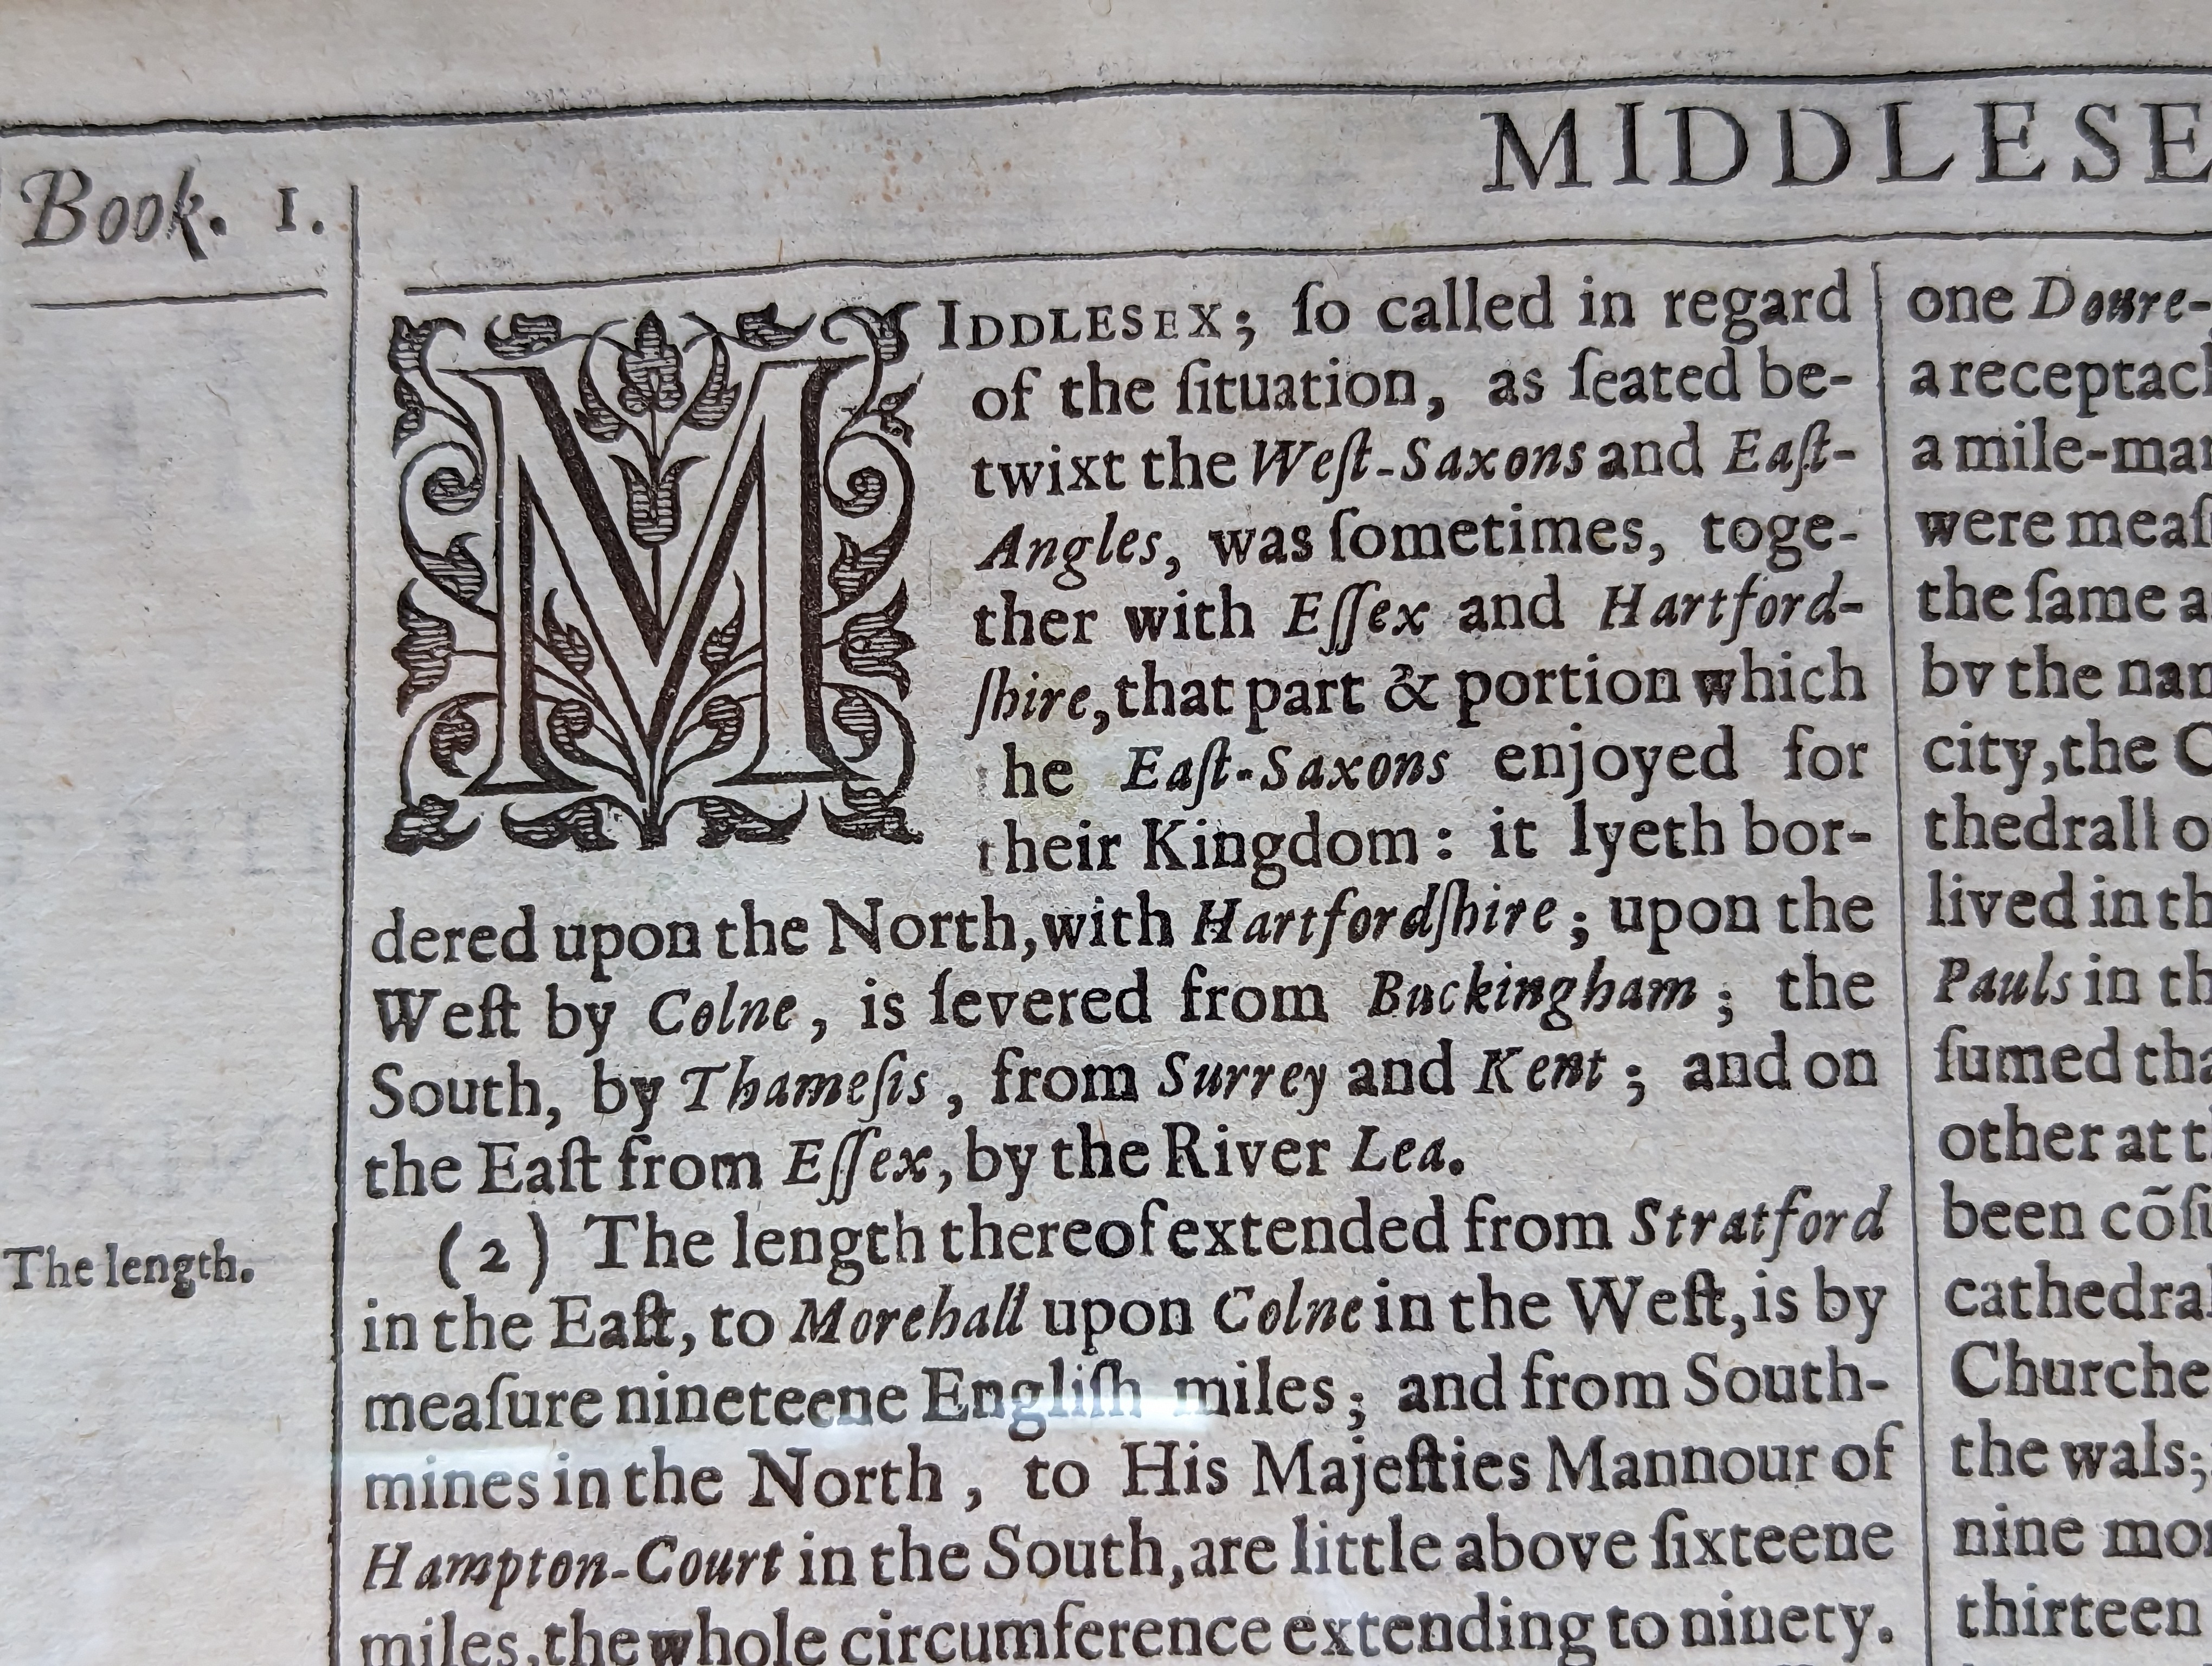 MIDDLESE
Book. 1.
MIDDLESEX; ſo called in regard
of the ſituation, as ſeated be-
twixt the Weſt-Saxons and Eaſt-
Angles, was ſometimes, toge-
ther with Eſſex and Hartford-
ſhire, that part & portion which
he Eaſt-Saxons enjoyed for
their Kingdom: it lyeth bor-
dered upon the North, with Hartfordſhire; upon the
Weſt by Colne, is ſevered from Buckingham; the
South, by Thameſis, from Surrey and Kent; and on
the Eaſt from Eſſex, by the River Lea.
The length.
(2) The length thereof extended from Stratford
in the Eaſt, to Morehall upon Colne in the Weſt, is by
meaſure nineteene Engliſh miles; and from South-
mines in the North, to His Majeſties Mannour of
Hampton-Court in the South, are little above ſixteene
miles, the whole circumference extending to ninety.
one Doure-
a receptacl
a mile-mar
were meaſ
the ſame a
by the nam
city, the C
thedrall o
lived in th
Pauls in th
ſumed tha
other at t
been cõſi
cathedra
Churche
the wals;
nine mo
thirteen